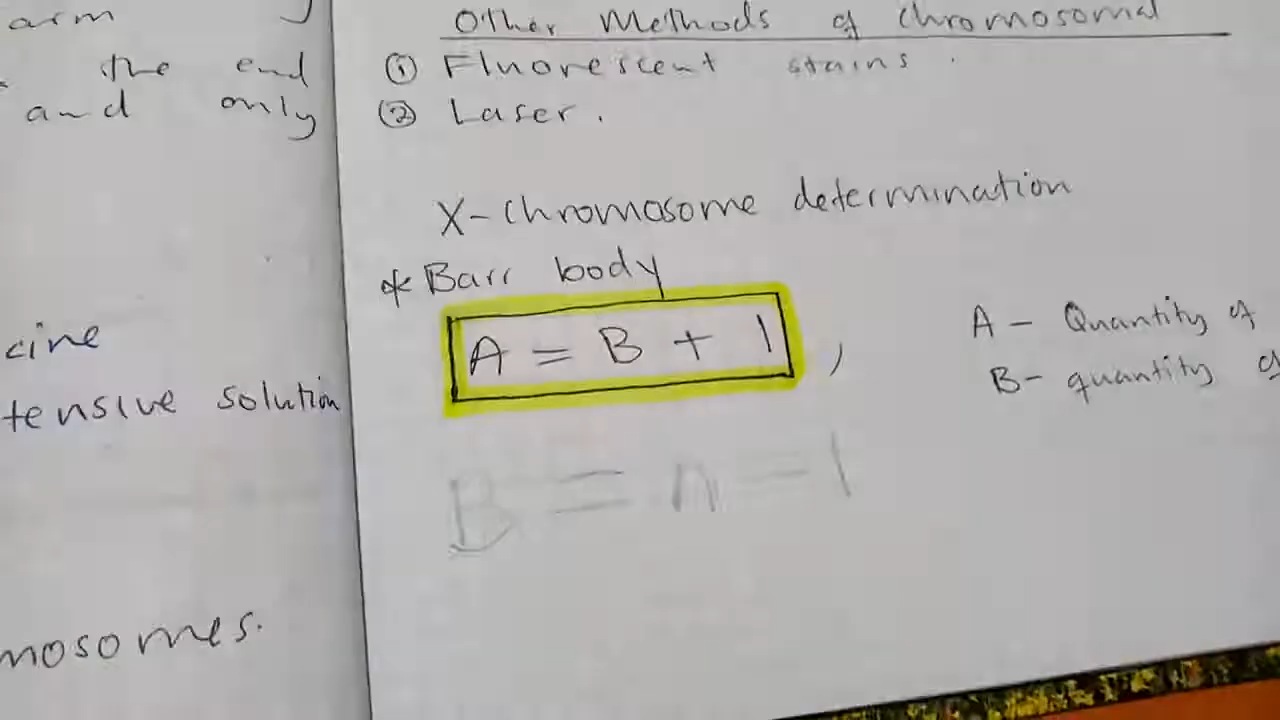 arm
the end
and only
cine
tensive solution
mosomes.
Other Methods of chromosomal
① Fluorescent stains.
② Laser.
X-chromosome determination
* Barr body
A = B + 1 ,
A - Quantity of
B - quantity of
B = n - 1